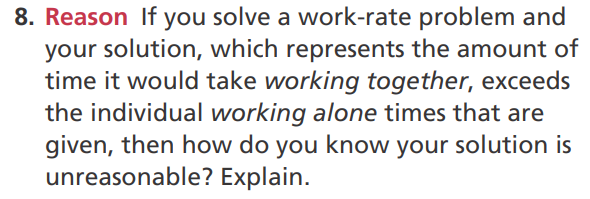 8. Reason If you solve a work-rate problem and
your solution, which represents the amount of
time it would take working together, exceeds
the individual working alone times that are
given, then how do you know your solution is
unreasonable? Explain.